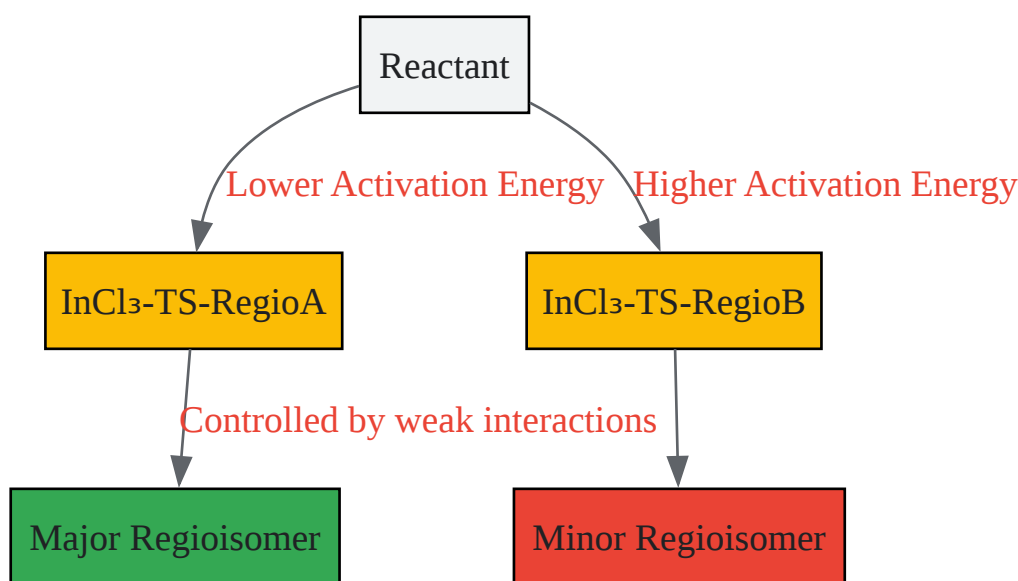 Reactant
Lower Activation Energy
Higher Activation Energy
InCl₃-TS-RegioA
InCl₃-TS-RegioB
Controlled by weak interactions
Major Regioisomer
Minor Regioisomer